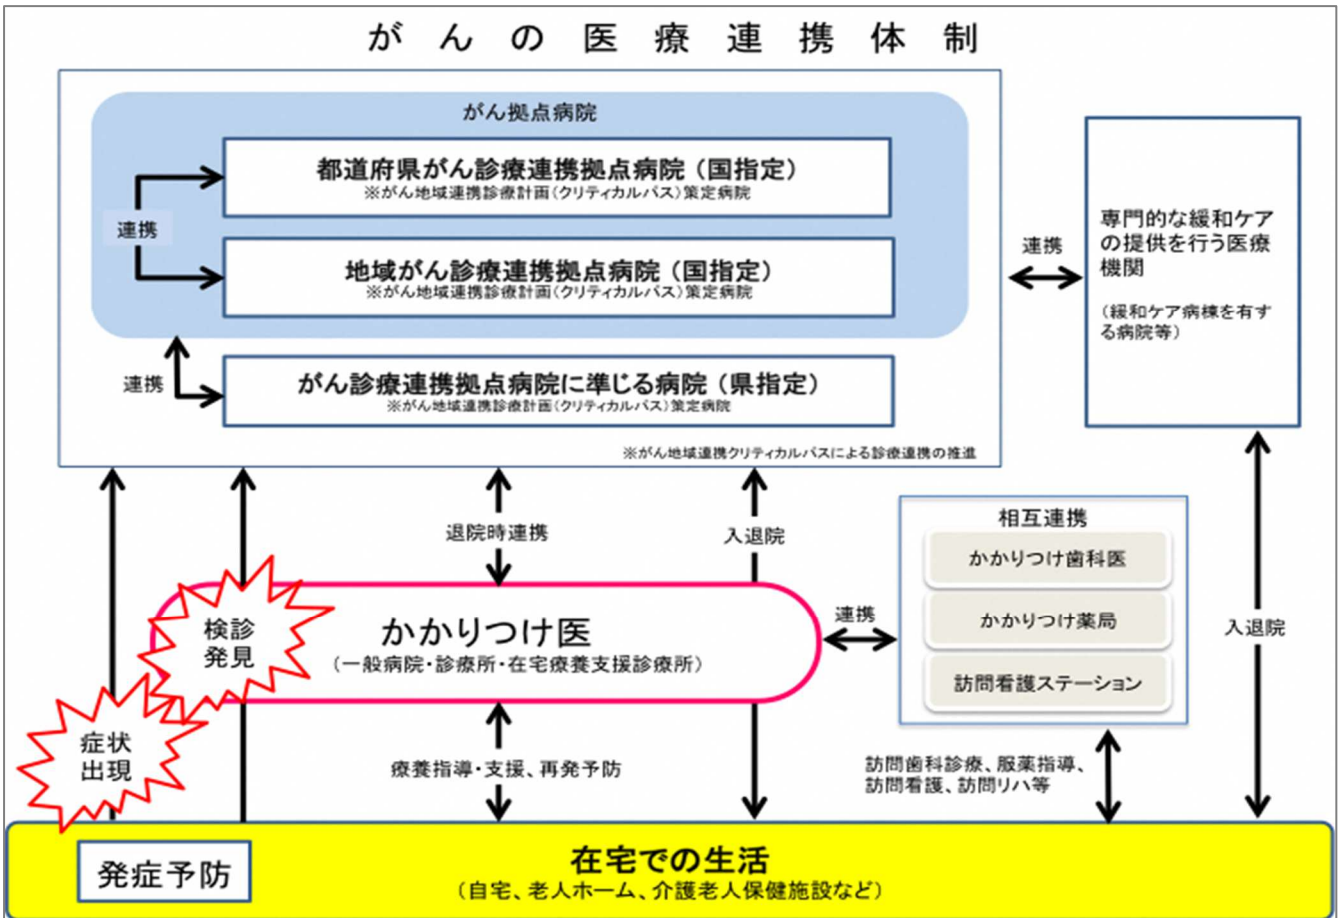 がんの医療連携体制
がん拠点病院
都道府県がん診療連携拠点病院（国指定）
※がん地域連携診療計画（クリティカルパス）策定病院
連携
地域がん診療連携拠点病院（国指定）
※がん地域連携診療計画（クリティカルパス）策定病院
連携
がん診療連携拠点病院に準じる病院（県指定）
※がん地域連携診療計画（クリティカルパス）策定病院
※がん地域連携クリティカルパスによる診療連携の推進
連携
専門的な緩和ケア
の提供を行う医療
機関
（緩和ケア病棟を有す
る病院等）
退院時連携
入退院
相互連携
かかりつけ歯科医
かかりつけ薬局
訪問看護ステーション
検診
発見
かかりつけ医
（一般病院・診療所・在宅療養支援診療所）
連携
入退院
症状
出現
療養指導・支援、再発予防
訪問歯科診療、服薬指導、
訪問看護、訪問リハ等
発症予防
在宅での生活
（自宅、老人ホーム、介護老人保健施設など）